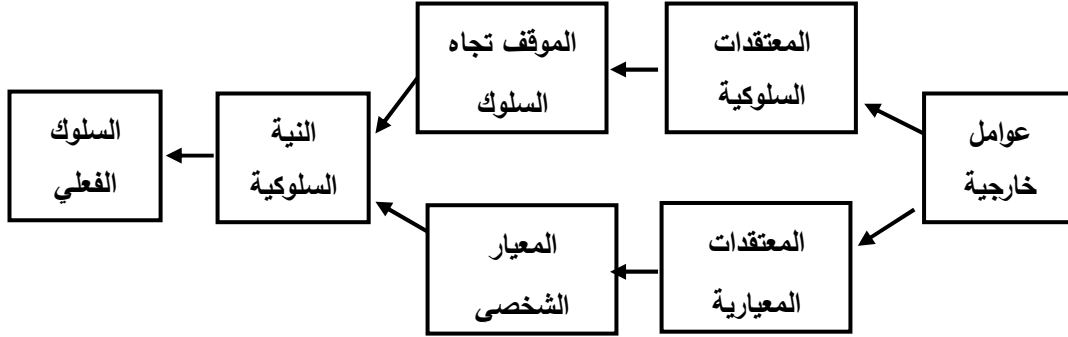 عوامل
خارجية
المعتقدات
السلوكية
الموقف تجاه
السلوك
المعتقدات
المعيارية
المعيار
الشخصي
النية
السلوكية
السلوك
الفعلي